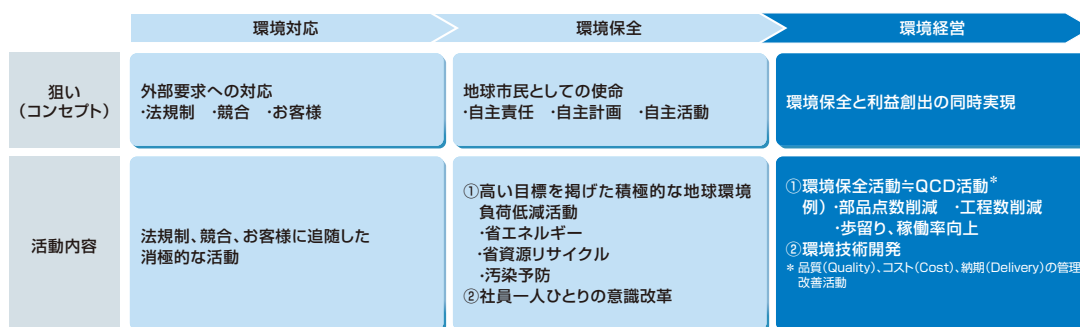 環境対応
環境保全
環境経営
狙い
（コンセプト）
外部要求への対応
・法規制　・競合　・お客様
地球市民としての使命
・自主責任　・自主計画　・自主活動
環境保全と利益創出の同時実現
活動内容
法規制、競合、お客様に追随した
消極的な活動
①高い目標を掲げた積極的な地球環境
負荷低減活動
・省エネルギー
・省資源リサイクル
・汚染予防
②社員一人ひとりの意識改革
①環境保全活動≒QCD活動*
例）・部品点数削減　・工程数削減
・歩留り、稼働率向上
②環境技術開発
* 品質（Quality）、コスト（Cost）、納期（Delivery）の管理
改善活動